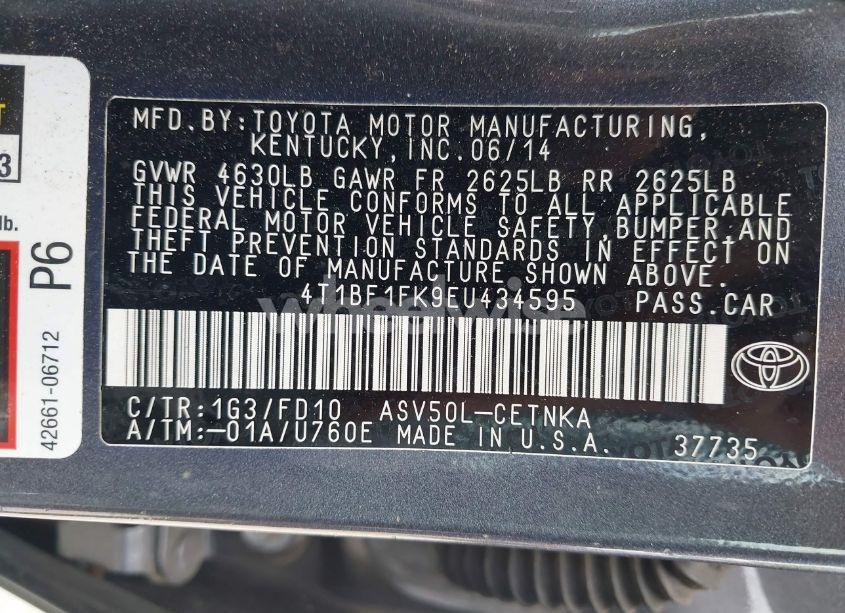 MFD.BY:TOYOTA MOTOR MANUFACTURING,
KENTUCKY,INC.06/14
GVWR 4630LB GAWR FR 2625LB RR 2625LB
THIS VEHICLE CONFORMS TO ALL APPLICABLE
FEDERAL MOTOR VEHICLE SAFETY,BUMPER,AND
THEFT PREVENTION STANDARDS IN EFFECT ON
THE DATE OF MANUFACTURE SHOWN ABOVE.
4T1BF1FK9EU434595 PASS.CAR
wheelwise
C/TR:1G3/FD10 ASV50L-CETNKA
A/TM:-01A/U760E MADE IN U.S.A. 37735
T
3
lb.
P6
42661-06712